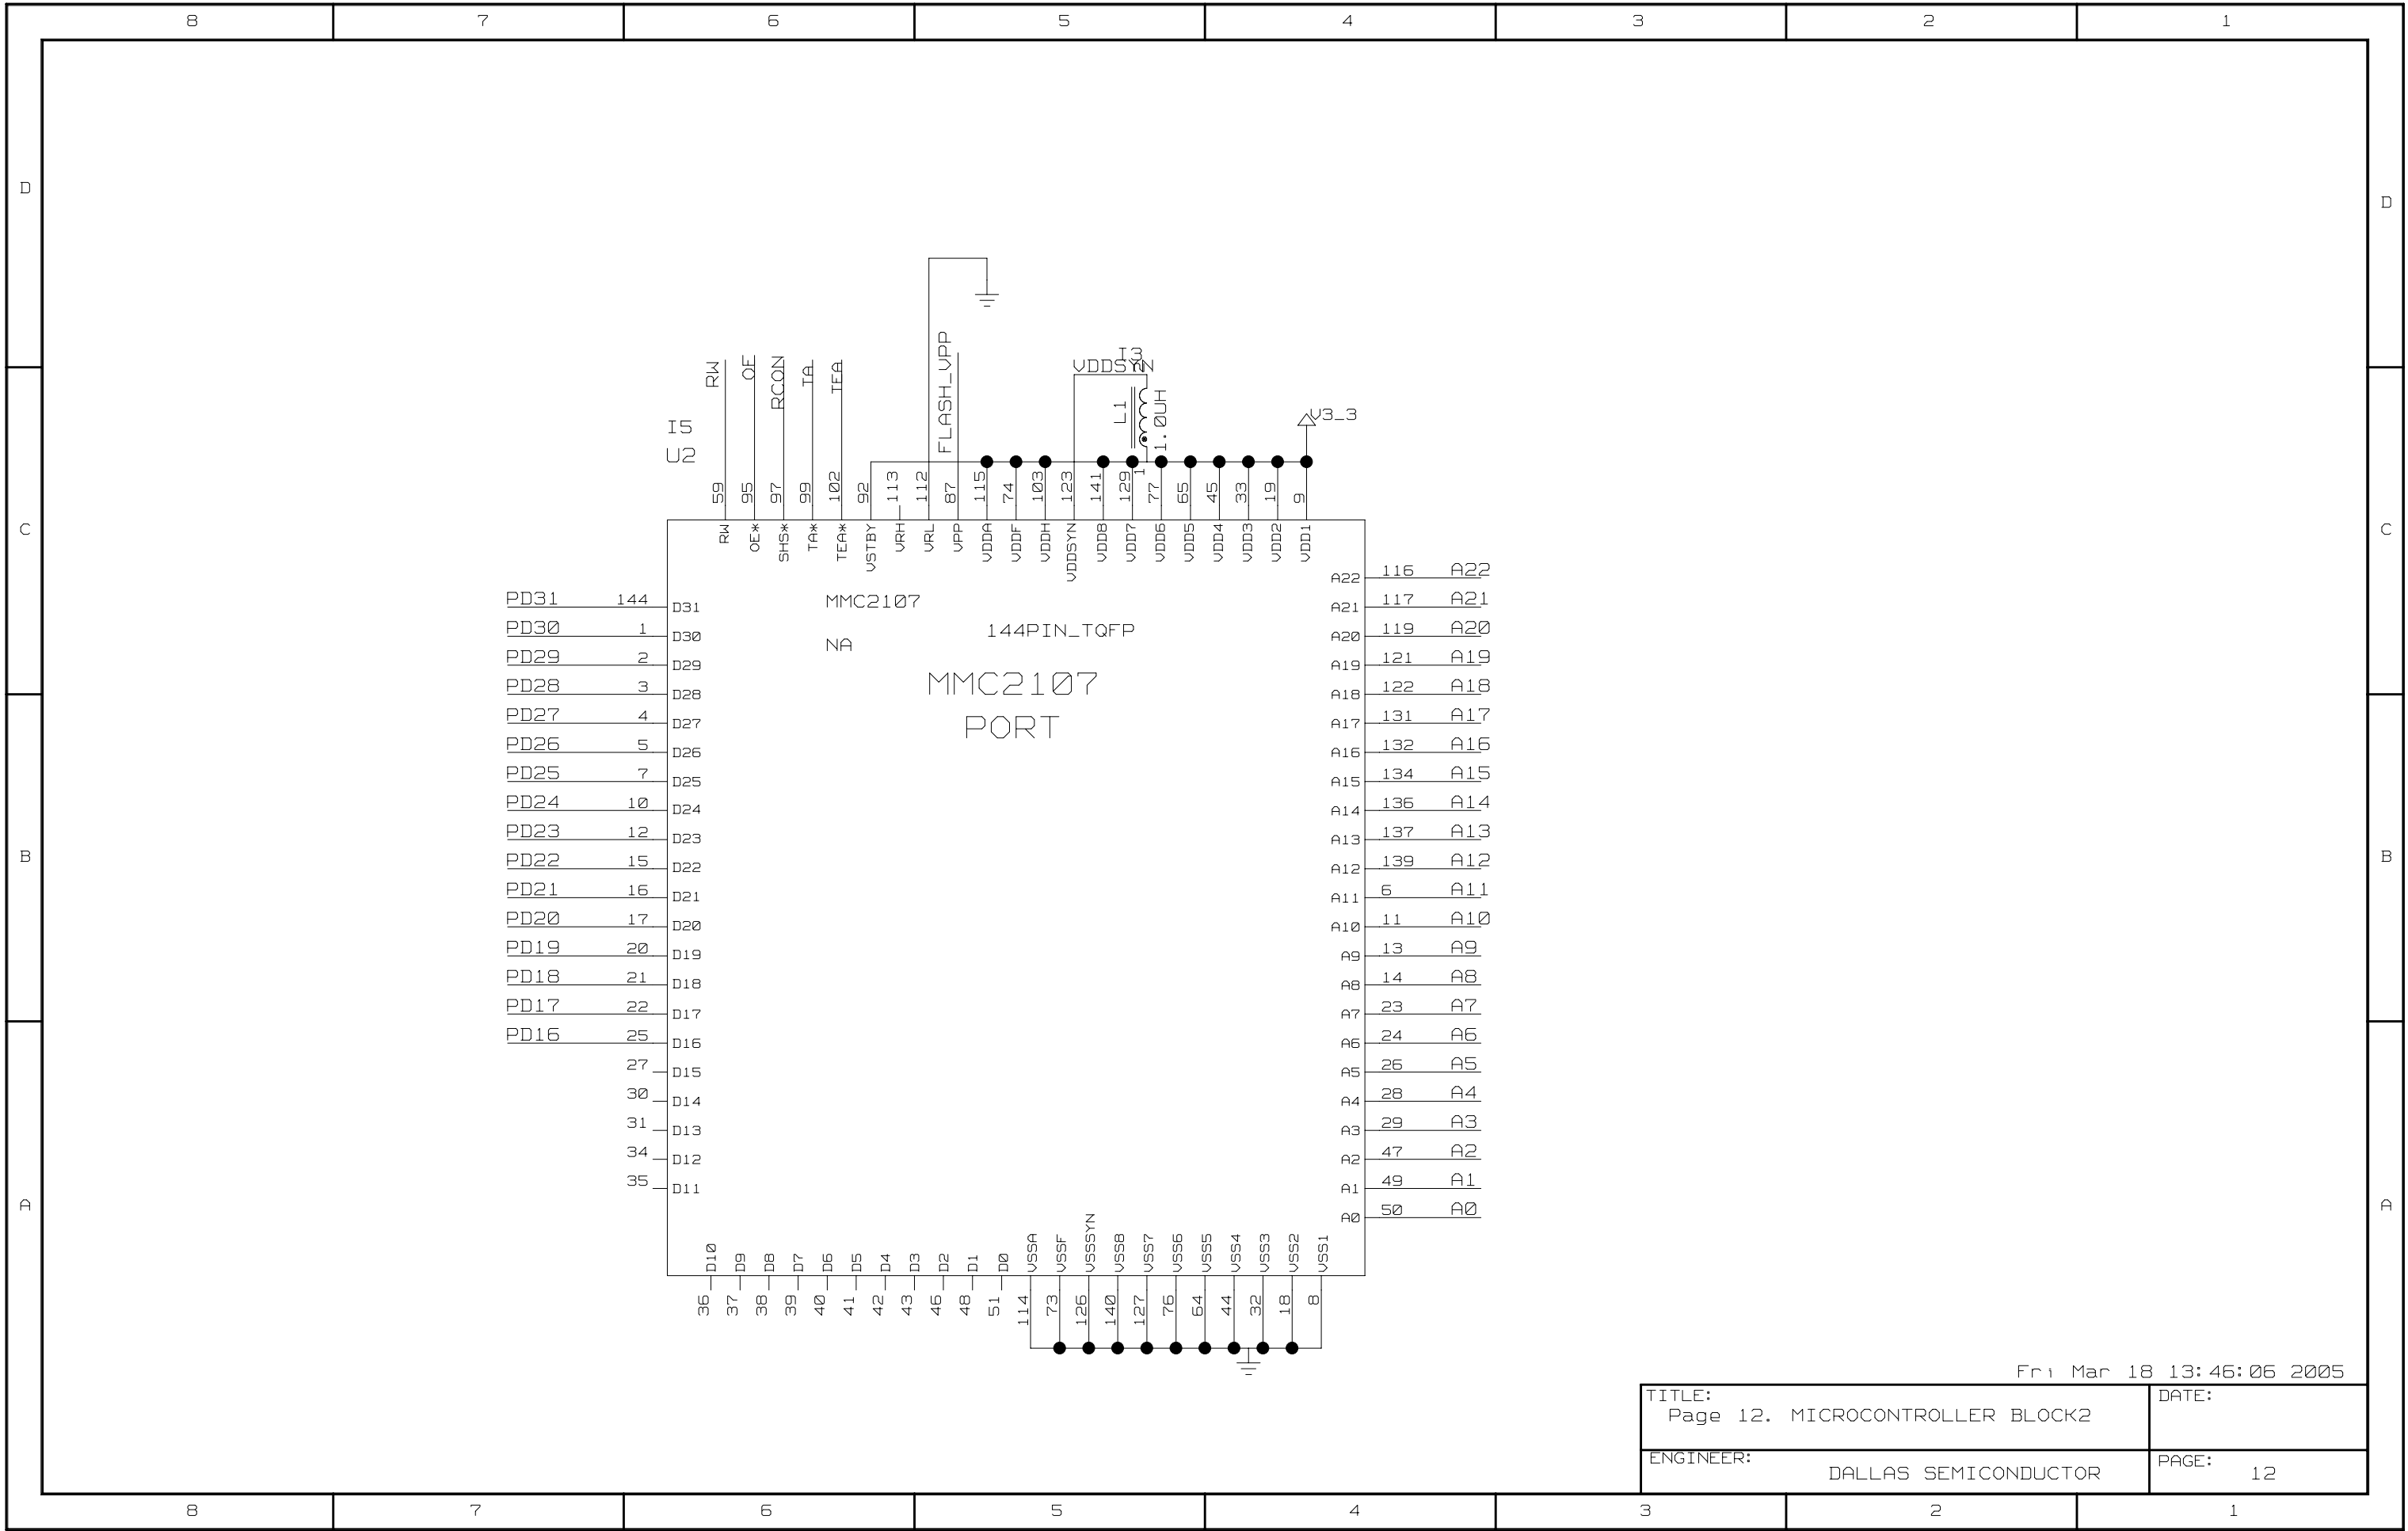 8 7 6 5 4 3 2 1
D D
C C
B B
A A
RW
OE
RCON
TA
TEA
FLASH_VPP
I3
VDDSYN
2
L1
1.0UH
1
V3_3
I5
U2
59 95 97 99 102 92 113 112 87 115 74 103 123 141 129 77 65 45 33 19 9
RW OE* SHS* TA* TEA* VSTBY VRH VRL VPP VDDA VDDF VDDH VDDSYN VDD8 VDD7 VDD6 VDD5 VDD4 VDD3 VDD2 VDD1
MMC2107
144PIN_TQFP
NA
MMC2107
PORT
PD31 144 D31
PD30 1 D30
PD29 2 D29
PD28 3 D28
PD27 4 D27
PD26 5 D26
PD25 7 D25
PD24 10 D24
PD23 12 D23
PD22 15 D22
PD21 16 D21
PD20 17 D20
PD19 20 D19
PD18 21 D18
PD17 22 D17
PD16 25 D16
27 D15
30 D14
31 D13
34 D12
35 D11
A22 116 A22
A21 117 A21
A20 119 A20
A19 121 A19
A18 122 A18
A17 131 A17
A16 132 A16
A15 134 A15
A14 136 A14
A13 137 A13
A12 139 A12
A11 6 A11
A10 11 A10
A9 13 A9
A8 14 A8
A7 23 A7
A6 24 A6
A5 26 A5
A4 28 A4
A3 29 A3
A2 47 A2
A1 49 A1
A0 50 A0
D10 D9 D8 D7 D6 D5 D4 D3 D2 D1 D0 VSSA VSSF VSSSYN VSS8 VSS7 VSS6 VSS5 VSS4 VSS3 VSS2 VSS1
36 37 38 39 40 41 42 43 46 48 51 114 73 126 140 127 76 64 44 32 18 8
Fri Mar 18 13:46:06 2005
TITLE:
Page 12. MICROCONTROLLER BLOCK2
DATE:
ENGINEER:
DALLAS SEMICONDUCTOR
PAGE:
12
8 7 6 5 4 3 2 1